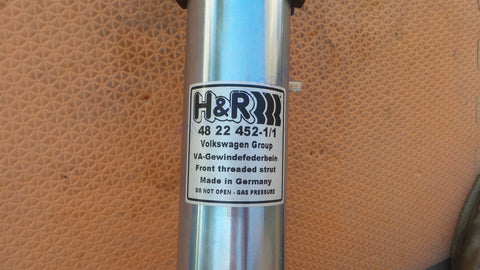 H&R
48 22 452-1/1
Volkswagen Group
VA-Gewindefederbein
Front threaded strut
Made in Germany
DO NOT OPEN - GAS PRESSURE